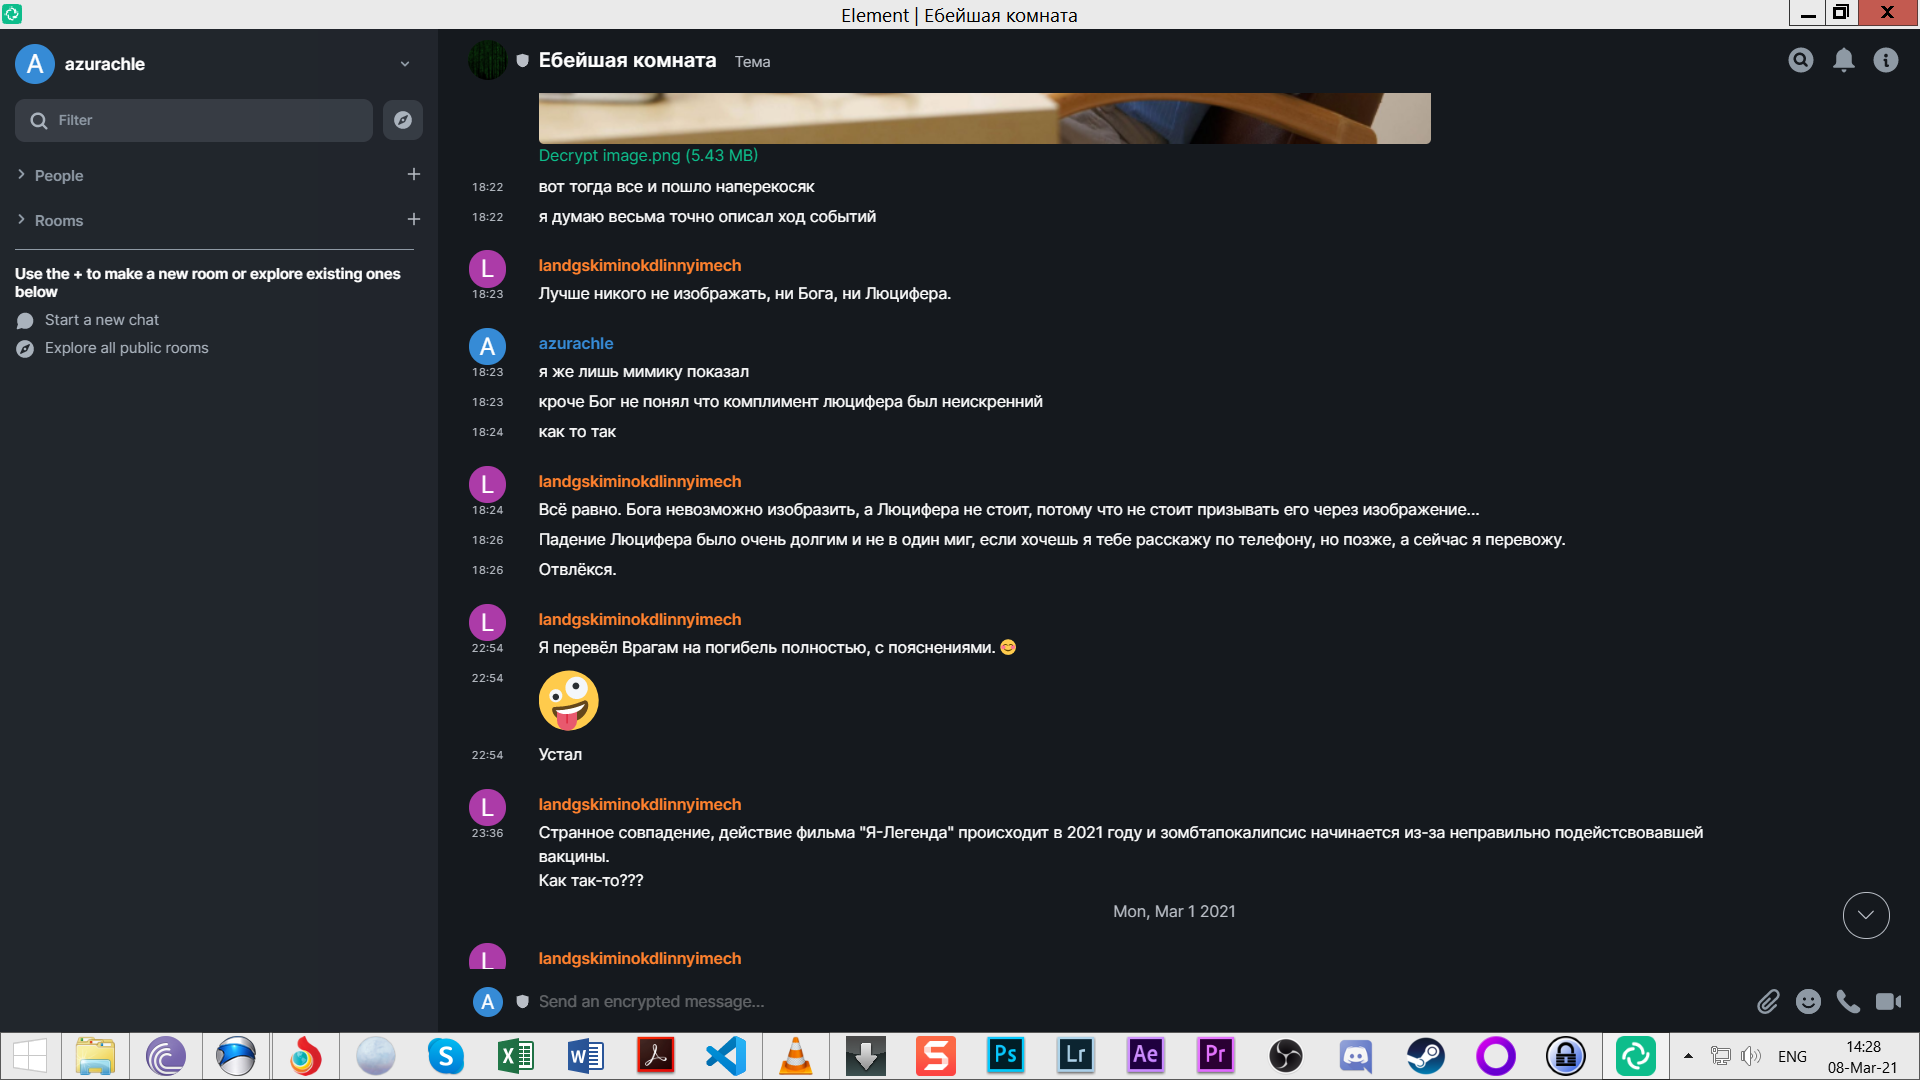 Element | Ебейшая комната
A azurachle
Filter
People
Rooms
Use the + to make a new room or explore existing ones
below
Start a new chat
Explore all public rooms
Ебейшая комната Тема
Decrypt image.png (5.43 MB)
18:22 вот тогда все и пошло наперекосяк
18:22 я думаю весьма точно описал ход событий
L landgskiminokdlinnyimech
18:23 Лучше никого не изображать, ни Бога, ни Люцифера.
A azurachle
18:23 я же лишь мимику показал
18:23 кроче Бог не понял что комплимент люцифера был неискренний
18:24 как то так
L landgskiminokdlinnyimech
18:24 Всё равно. Бога невозможно изобразить, а Люцифера не стоит, потому что не стоит призывать его через изображение...
18:26 Падение Люцифера было очень долгим и не в один миг, если хочешь я тебе расскажу по телефону, но позже, а сейчас я перевожу.
18:26 Отвлёкся.
L landgskiminokdlinnyimech
22:54 Я перевёл Врагам на погибель полностью, с пояснениями. 😊
22:54 🤪
22:54 Устал
L landgskiminokdlinnyimech
23:36 Странное совпадение, действие фильма "Я-Легенда" происходит в 2021 году и зомбтапокалипсис начинается из-за неправильно подейстсвовавшей
вакцины.
Как так-то???
Mon, Mar 1 2021
L landgskiminokdlinnyimech
A Send an encrypted message...
S X W S Ps Lr Ae Pr ENG 14:28
08-Mar-21